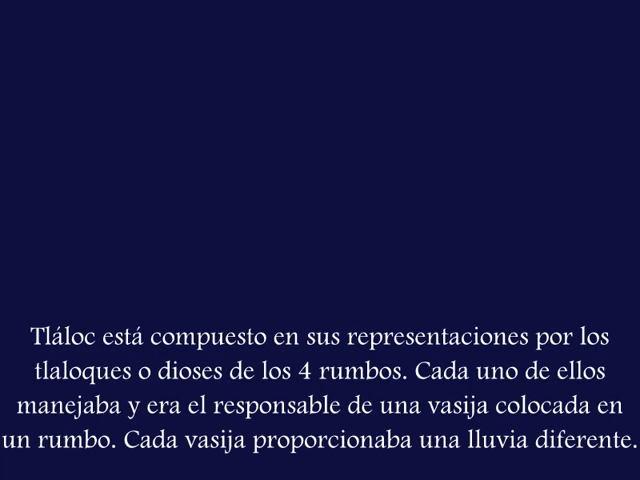 Tláloc está compuesto en sus representaciones por los
tlaloques o dioses de los 4 rumbos. Cada uno de ellos
manejaba y era el responsable de una vasija colocada en
un rumbo. Cada vasija proporcionaba una lluvia diferente.